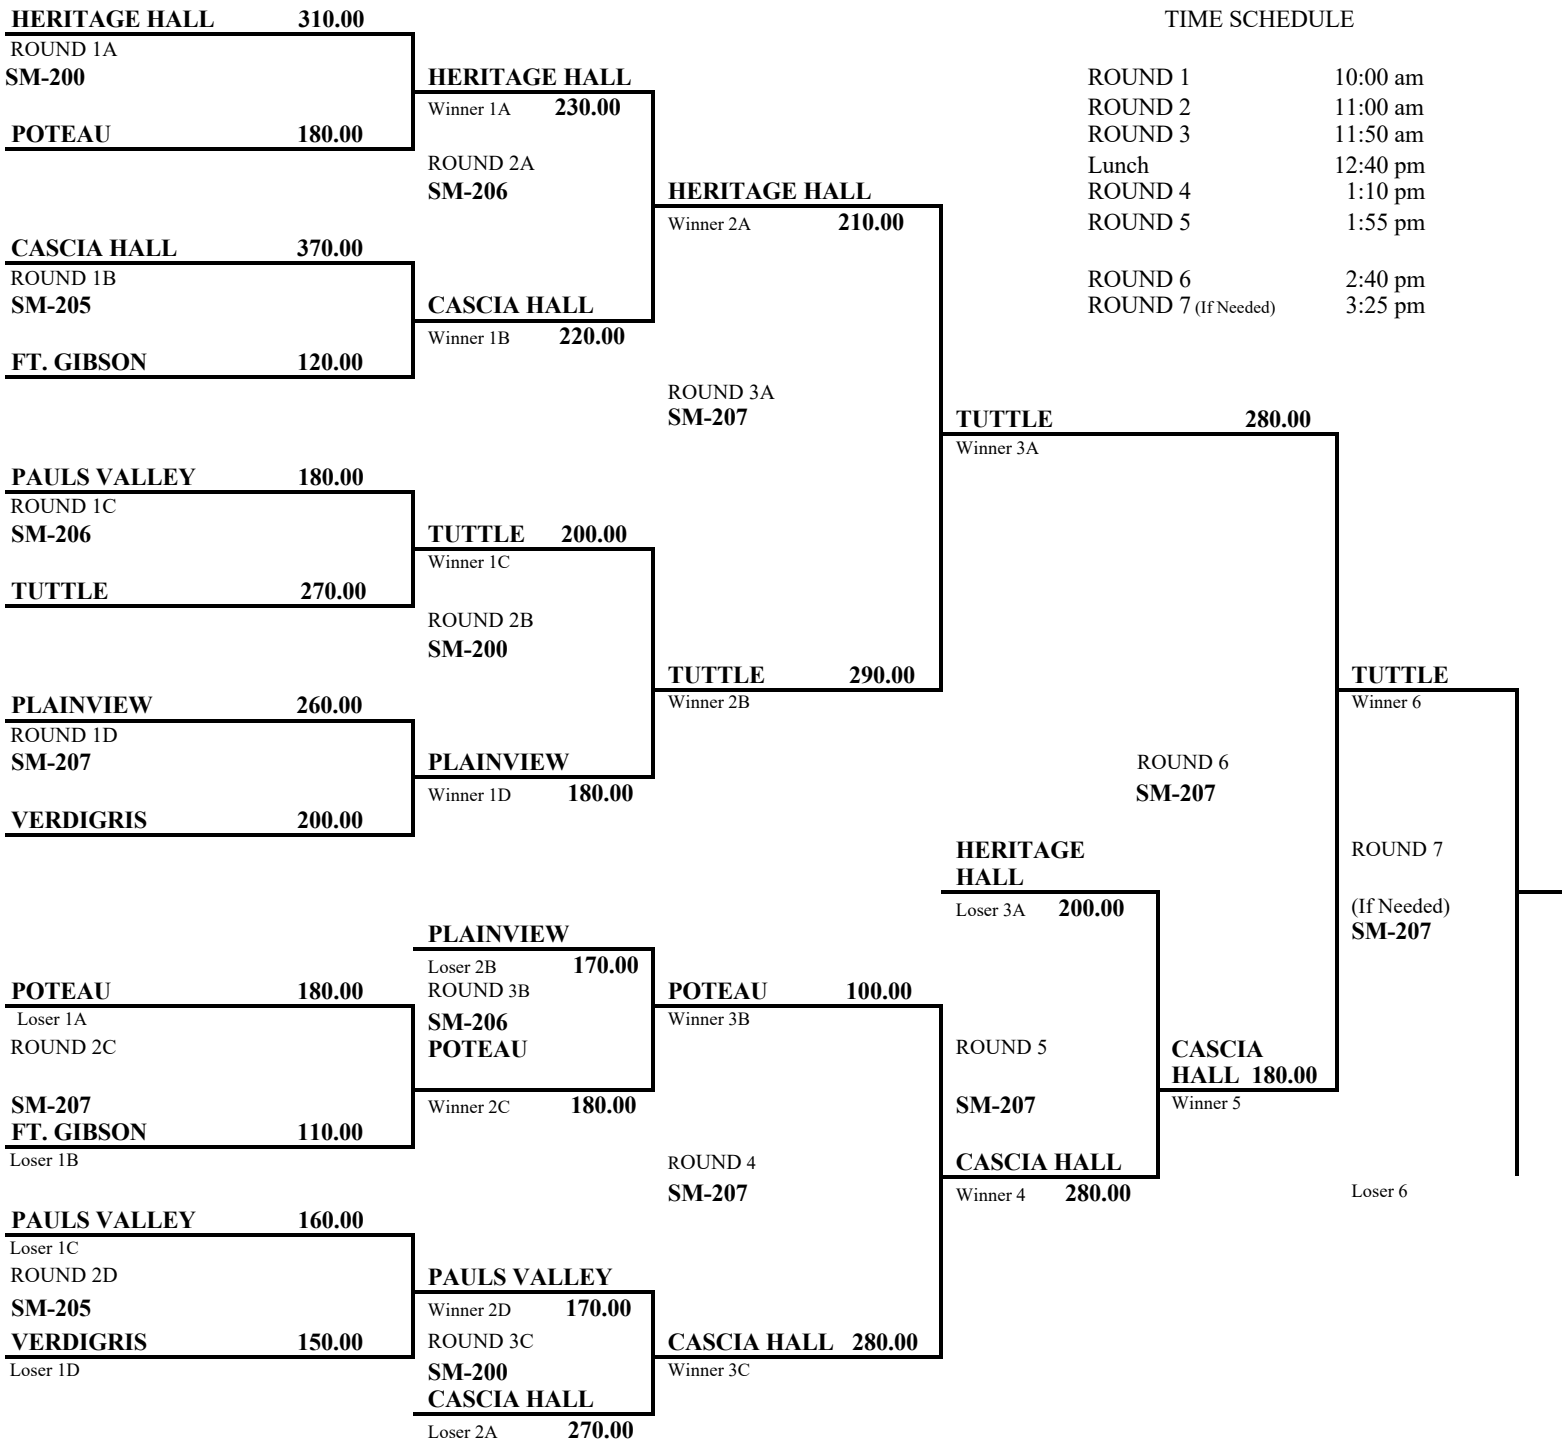 HERITAGE HALL 310.00
ROUND 1A
SM-200
POTEAU 180.00
CASCIA HALL 370.00
ROUND 1B
SM-205
FT. GIBSON 120.00
PAULS VALLEY 180.00
ROUND 1C
SM-206
TUTTLE 270.00
PLAINVIEW 260.00
ROUND 1D
SM-207
VERDIGRIS 200.00
POTEAU 180.00
Loser 1A
ROUND 2C
SM-207
FT. GIBSON 110.00
Loser 1B
PAULS VALLEY 160.00
Loser 1C
ROUND 2D
SM-205
VERDIGRIS 150.00
Loser 1D
HERITAGE HALL
Winner 1A 230.00
ROUND 2A
SM-206
CASCIA HALL
Winner 1B 220.00
TUTTLE 200.00
Winner 1C
ROUND 2B
SM-200
PLAINVIEW
Winner 1D 180.00
PLAINVIEW
Loser 2B 170.00
ROUND 3B
SM-206
POTEAU
Winner 2C 180.00
PAULS VALLEY
Winner 2D 170.00
ROUND 3C
SM-200
CASCIA HALL
Loser 2A 270.00
HERITAGE HALL
Winner 2A 210.00
ROUND 3A
SM-207
TUTTLE 290.00
Winner 2B
POTEAU 100.00
Winner 3B
ROUND 4
SM-207
CASCIA HALL 280.00
Winner 3C
TUTTLE 280.00
Winner 3A
ROUND 6
SM-207
HERITAGE
HALL
Loser 3A 200.00
ROUND 5
SM-207
CASCIA HALL
Winner 4 280.00
CASCIA
HALL 180.00
Winner 5
TUTTLE
Winner 6
ROUND 7
(If Needed)
SM-207
Loser 6
TIME SCHEDULE
ROUND 1 10:00 am
ROUND 2 11:00 am
ROUND 3 11:50 am
Lunch 12:40 pm
ROUND 4 1:10 pm
ROUND 5 1:55 pm
ROUND 6 2:40 pm
ROUND 7 (If Needed) 3:25 pm